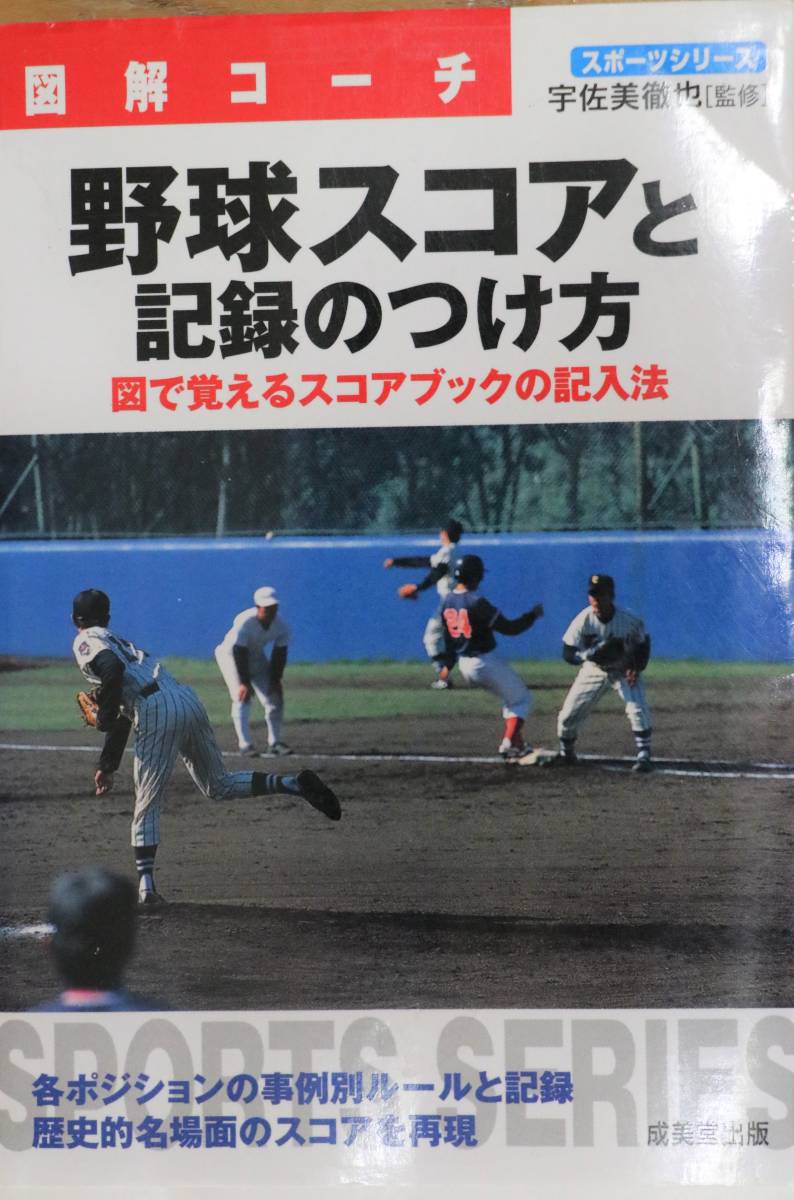 図解コーチ
スポーツシリーズ
宇佐美徹也[監修]
野球スコアと
記録のつけ方
図で覚えるスコアブックの記入法
24
C
SPORTS SERIES
各ポジションの事例別ルールと記録
歴史的名場面のスコアを再現
成美堂出版